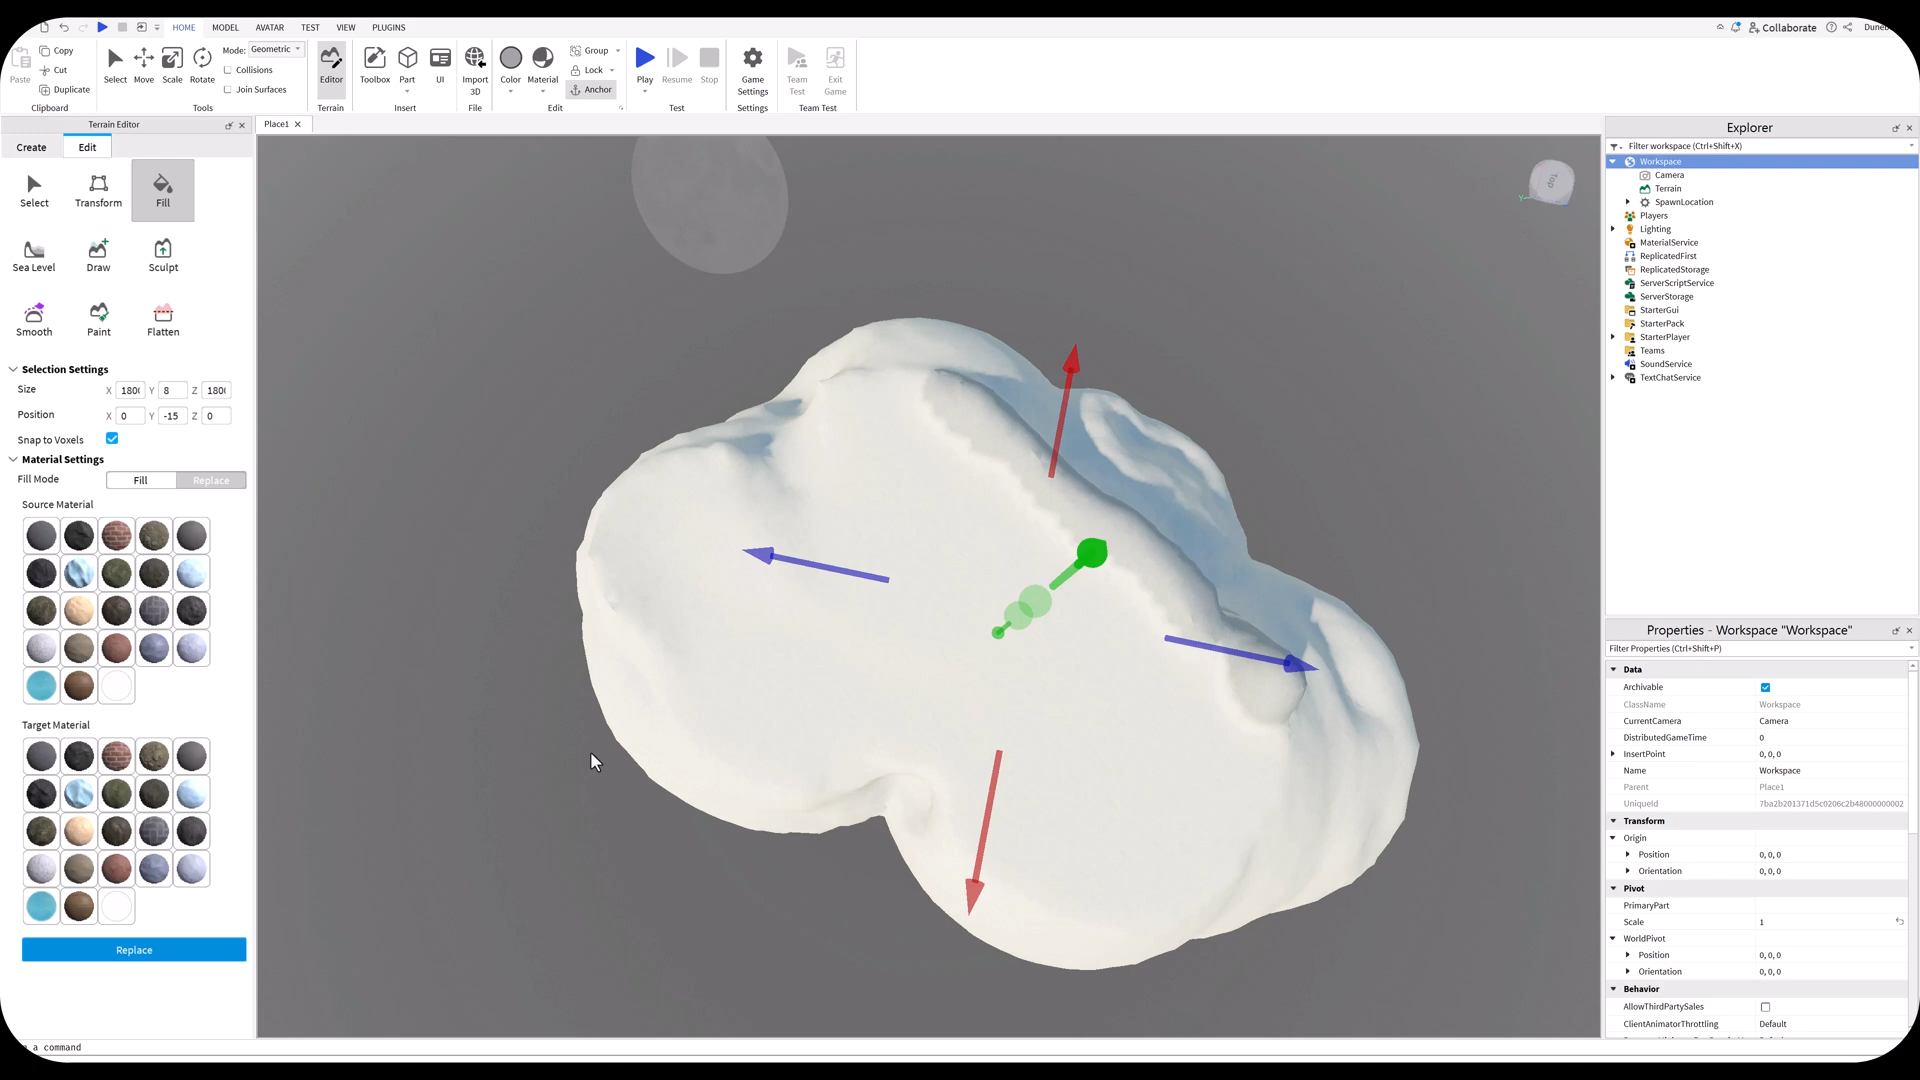 HOME MODEL AVATAR TEST VIEW PLUGINS
Collaborate
Paste
Copy
Cut
Duplicate
Clipboard
Select Move Scale Rotate
Mode: Geometric
Collisions
Join Surfaces
Tools
Editor
Terrain
Toolbox Part UI
Insert
Import
3D
File
Color Material
Group
Lock
Anchor
Edit
Play Resume Stop
Test
Game
Settings
Settings
Team
Test
Exit
Game
Team Test
Terrain Editor
Create Edit
Select Transform Fill
Sea Level Draw Sculpt
Smooth Paint Flatten
Selection Settings
Size X Y 8 Z
Position X 0 Y -15 Z 0
Snap to Voxels
Material Settings
Fill Mode Fill Replace
Source Material
Target Material
Replace
Place1
Top
Y
Explorer
Filter workspace (Ctrl+Shift+X)
Workspace
Camera
Terrain
SpawnLocation
Players
Lighting
MaterialService
ReplicatedFirst
ReplicatedStorage
ServerScriptService
ServerStorage
StarterGui
StarterPack
StarterPlayer
Teams
SoundService
TextChatService
Properties - Workspace "Workspace"
Filter Properties (Ctrl+Shift+P)
Data
Archivable
ClassName Workspace
CurrentCamera Camera
DistributedGameTime 0
InsertPoint 0, 0, 0
Name Workspace
Parent Place1
UniqueId 7ba2b201371d5c0206c2b48000000002
Transform
Origin
Position 0, 0, 0
Orientation 0, 0, 0
Pivot
PrimaryPart
Scale 1
WorldPivot
Position 0, 0, 0
Orientation 0, 0, 0
Behavior
AllowThirdPartySales
ClientAnimatorThrottling Default
a command